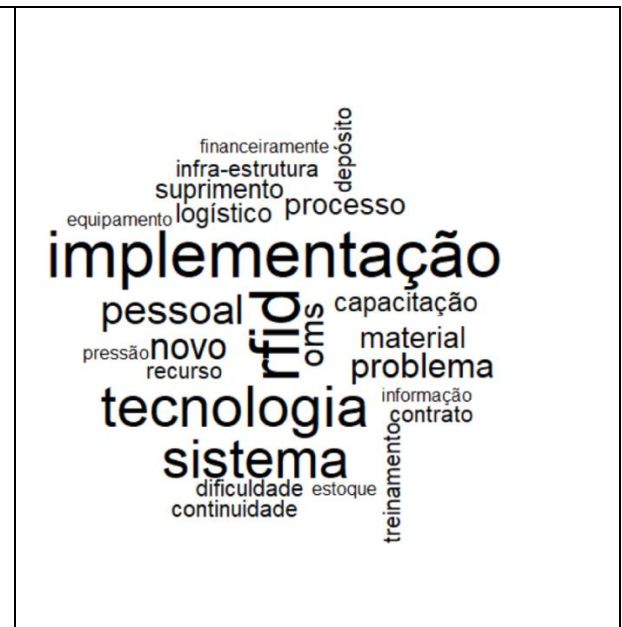 financeiramente
depósito
infra-estrutura
suprimento
equipamento logístico processo
implementação
pessoal rfid oms capacitação
pressão novo material
recurso problema
tecnologia informação
contrato
sistema treinamento
dificuldade estoque
continuidade